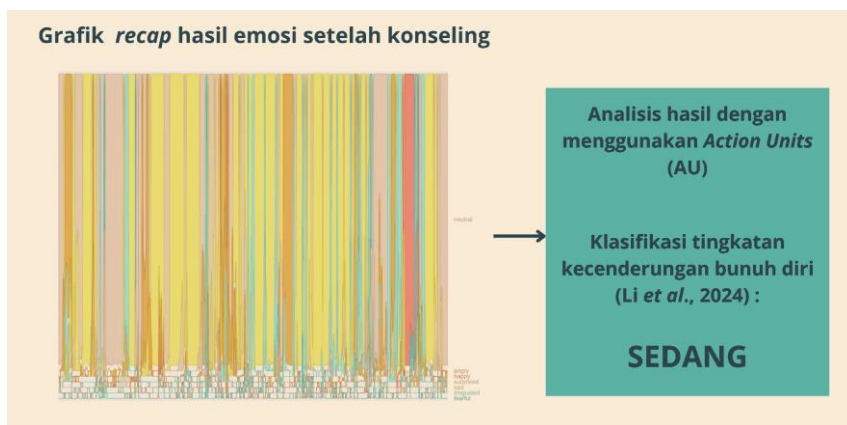 Grafik recap hasil emosi setelah konseling
neutral
angry
happy
surprised
sad
disgusted
fearful
Analisis hasil dengan
menggunakan Action Units
(AU)
Klasifikasi tingkatan
kecenderungan bunuh diri
(Li et al., 2024) :
SEDANG